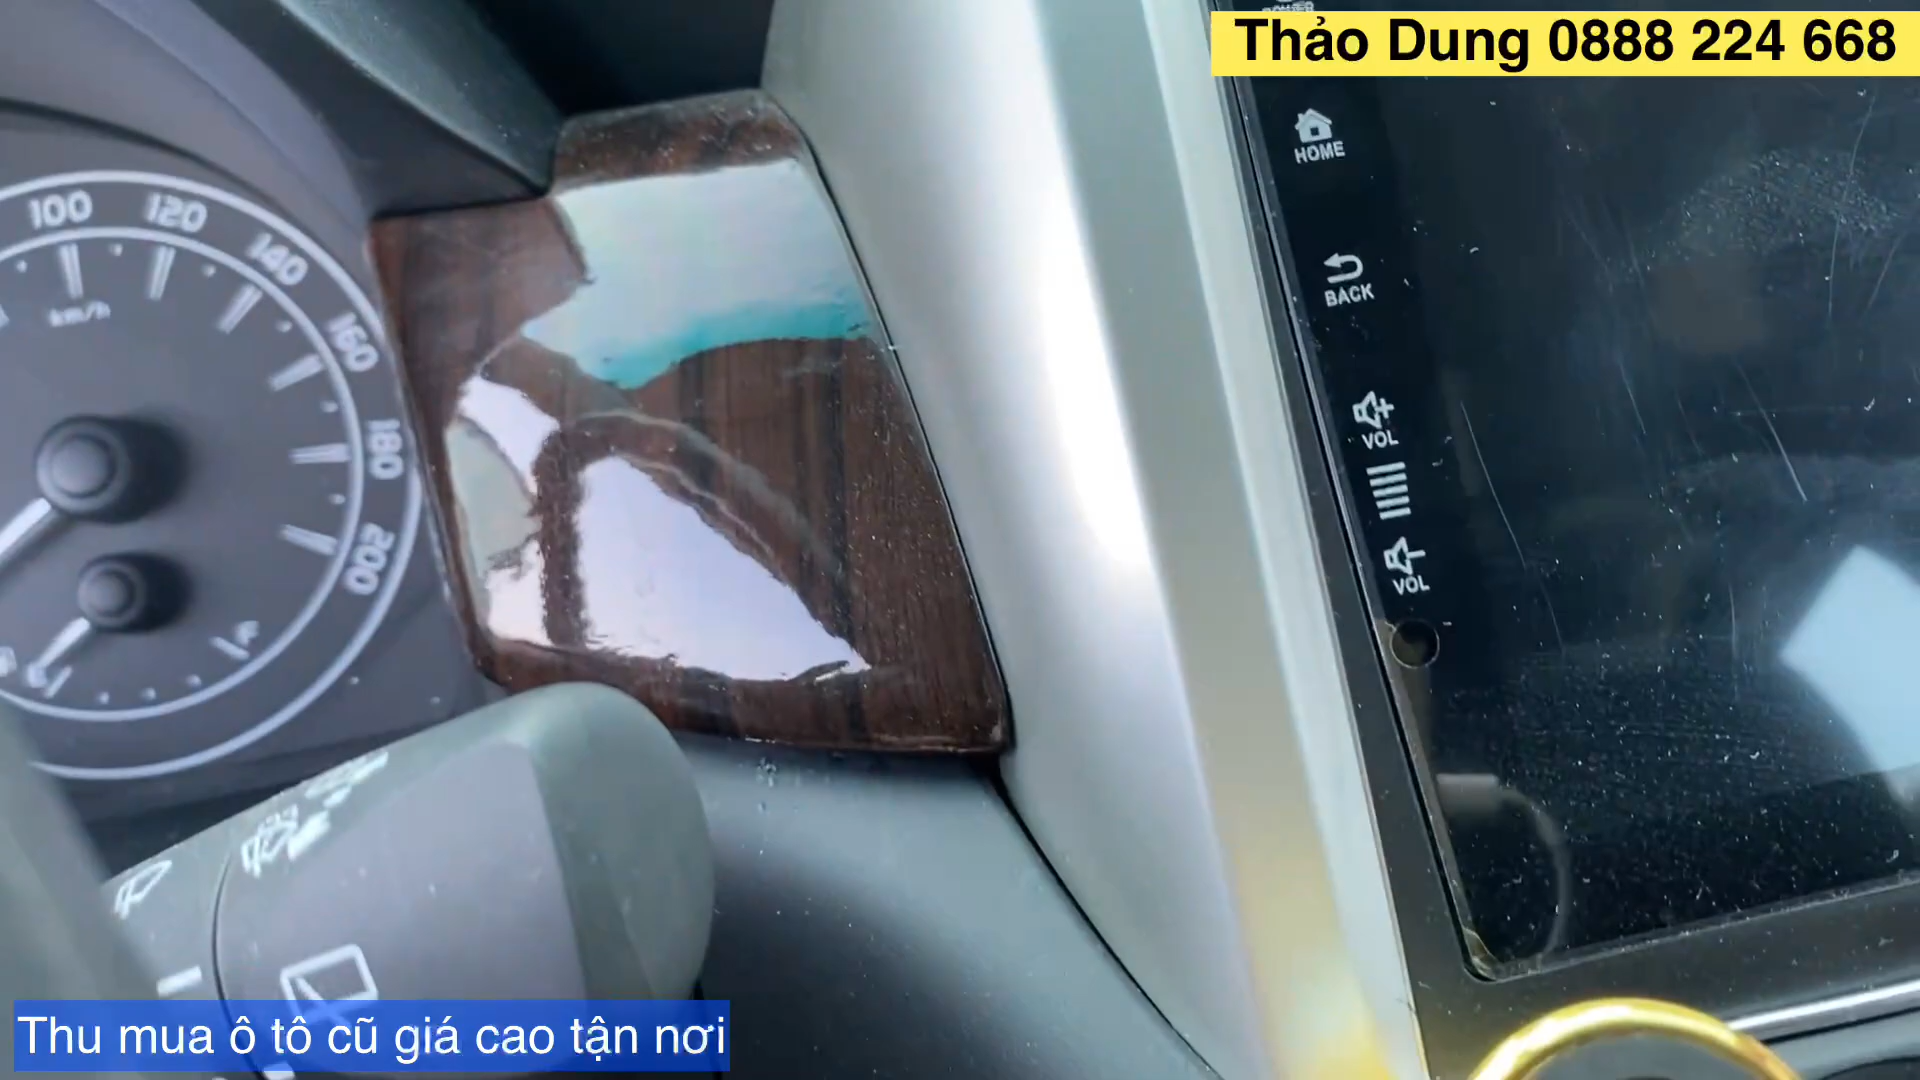 Thảo Dung 0888 224 668
HOME
BACK
VOL
VOL
100
120
140
160
180
200
km/h
Thu mua ô tô cũ giá cao tận nơi